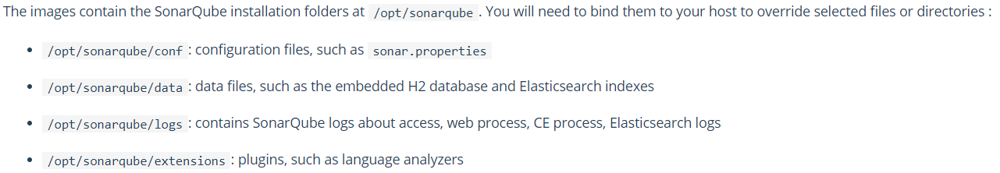 The images contain the SonarQube installation folders at /opt/sonarqube . You will need to bind them to your host to override selected files or directories :
• /opt/sonarqube/conf : configuration files, such as sonar.properties
• /opt/sonarqube/data : data files, such as the embedded H2 database and Elasticsearch indexes
• /opt/sonarqube/logs : contains SonarQube logs about access, web process, CE process, Elasticsearch logs
• /opt/sonarqube/extensions : plugins, such as language analyzers